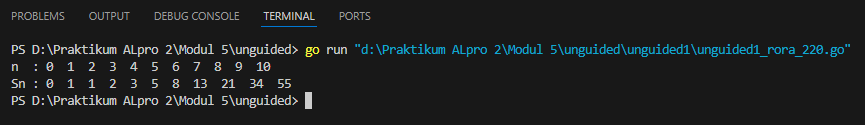 PROBLEMS OUTPUT DEBUG CONSOLE TERMINAL PORTS
PS D:\Praktikum ALpro 2\Modul 5\unguided> go run "d:\Praktikum ALpro 2\Modul 5\unguided\unguided1\unguided1_rora_220.go"
n : 0 1 2 3 4 5 6 7 8 9 10
Sn : 0 1 1 2 3 5 8 13 21 34 55
PS D:\Praktikum ALpro 2\Modul 5\unguided>